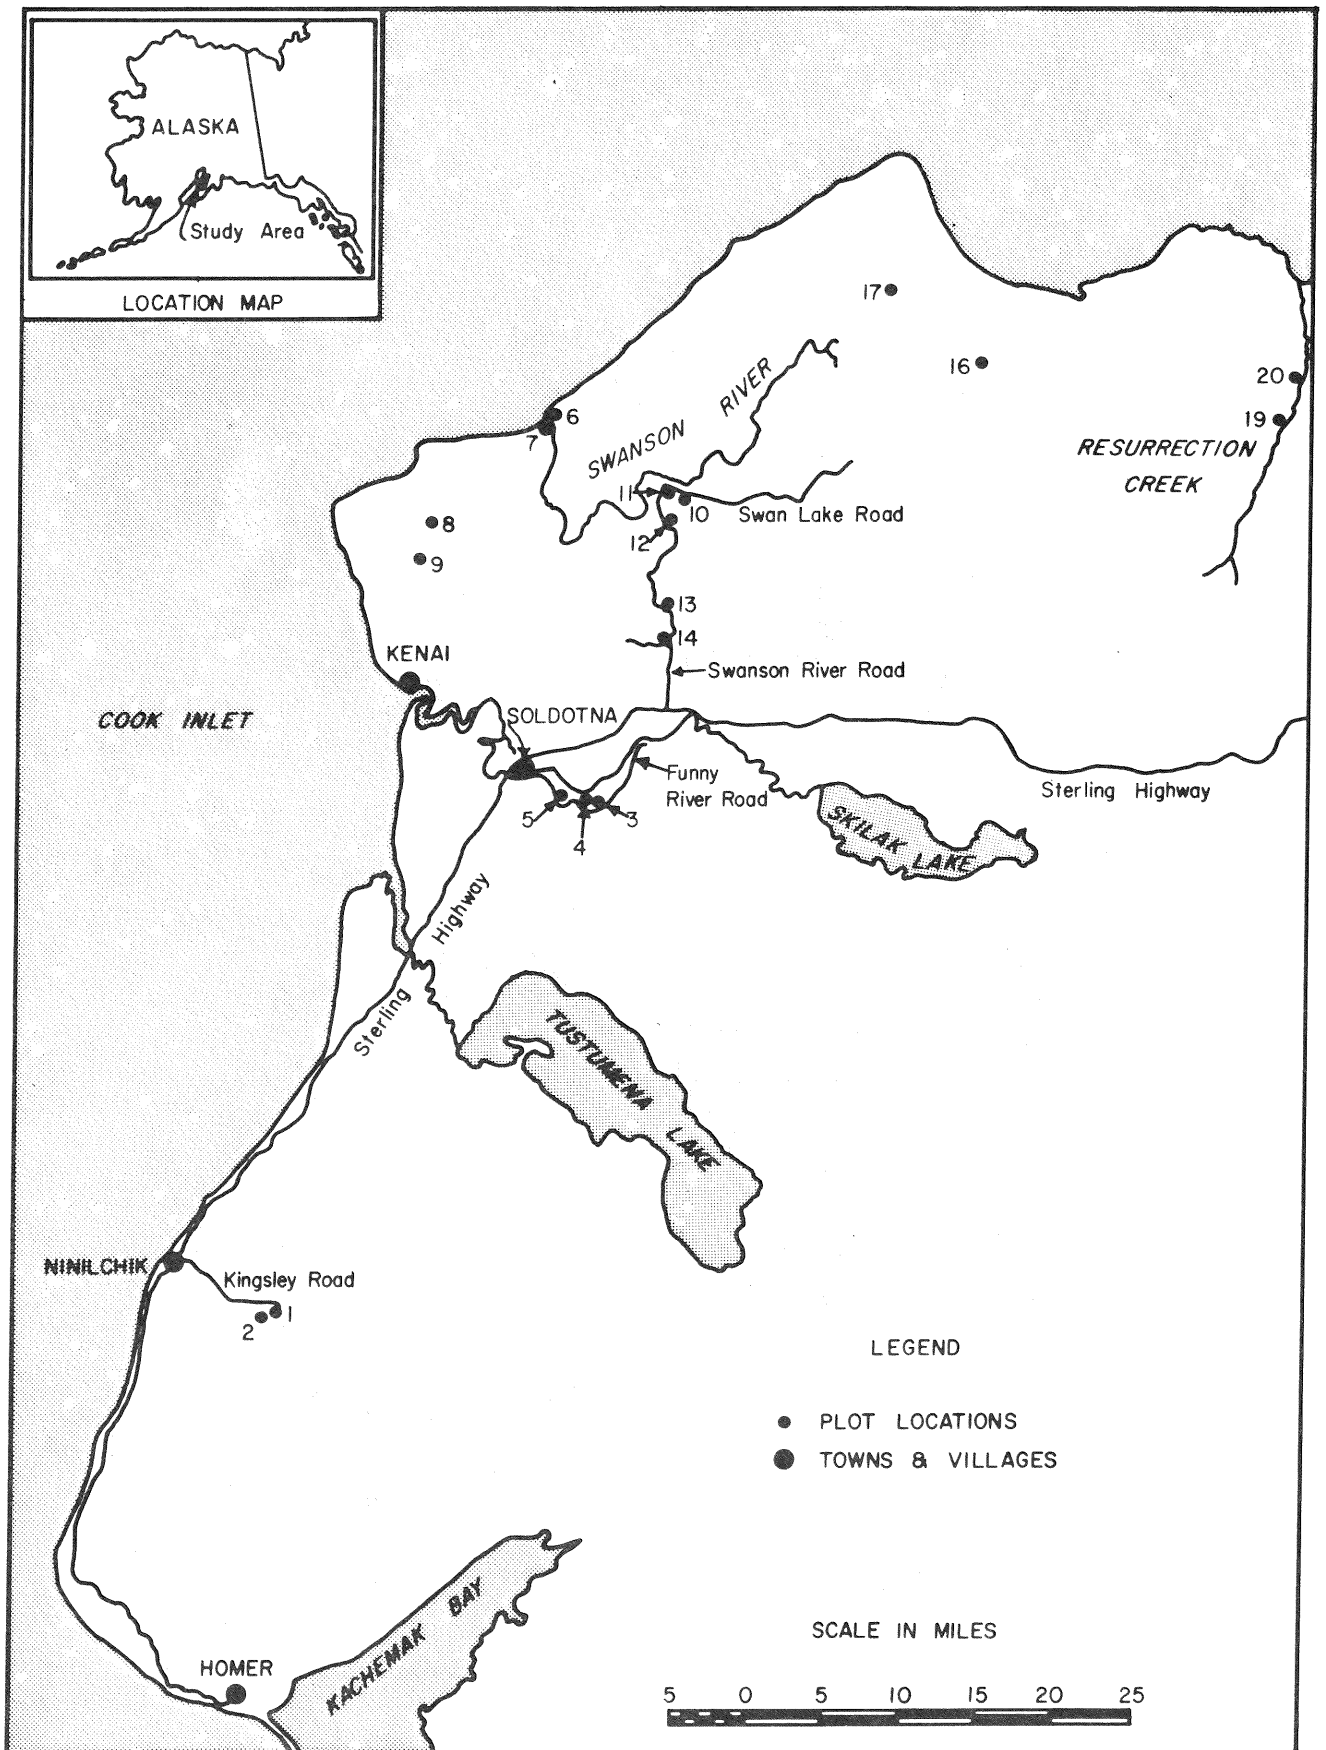 ALASKA
Study Area
LOCATION MAP
17
16
20
19
RESURRECTION
CREEK
SWANSON RIVER
6
7
11
10
Swan Lake Road
12
8
9
13
14
KENAI
Swanson River Road
COOK INLET
SOLDOTNA
Funny
River Road
Sterling Highway
5
4
3
SKILAK LAKE
Sterling Highway
TUSTUMENA LAKE
NINILCHIK
Kingsley Road
1
2
LEGEND
PLOT LOCATIONS
TOWNS & VILLAGES
KACHEMAK BAY
HOMER
SCALE IN MILES
5 0 5 10 15 20 25